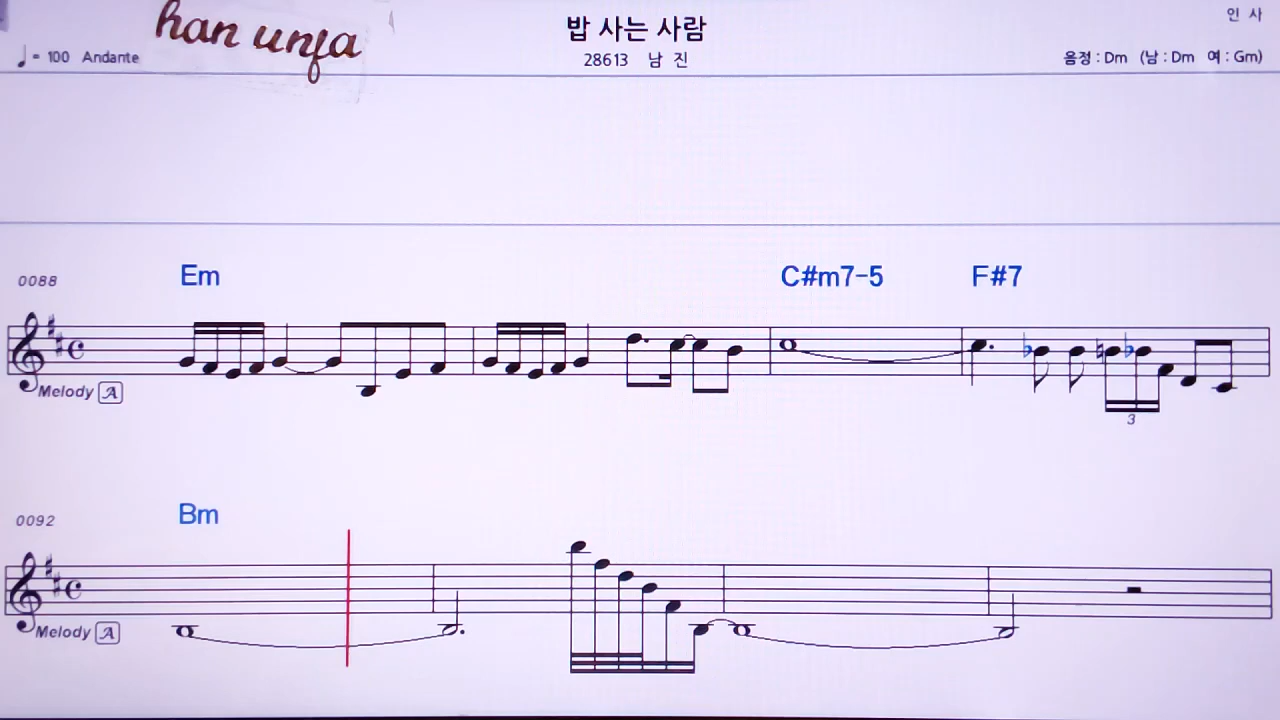 han unja
밥 사는 사람
인 사
♩= 100 Andante
28613 남 진
음정 : Dm (남 : Dm 여 : Gm)
0088
Em
C#m7-5
F#7
Melody A
3
0092
Bm
Melody A